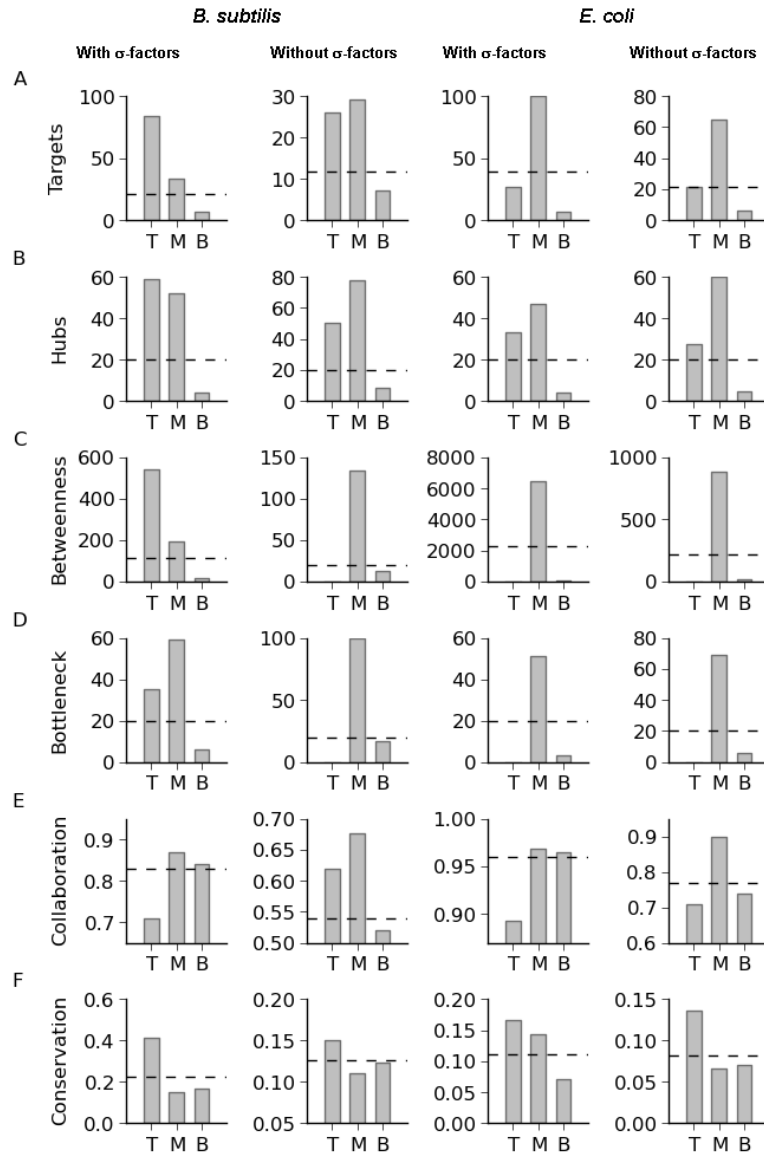 B. subtilis E. coli
With σ-factors Without σ-factors With σ-factors Without σ-factors
A
Targets
100 50 0 T M B
30 20 10 0 T M B
100 50 0 T M B
80 60 40 20 0 T M B
B
Hubs
60 40 20 0 T M B
80 60 40 20 0 T M B
60 40 20 0 T M B
60 40 20 0 T M B
C
Betweenness
600 400 200 0 T M B
150 100 50 0 T M B
8000 6000 4000 2000 0 T M B
1000 500 0 T M B
D
Bottleneck
60 40 20 0 T M B
100 50 0 T M B
60 40 20 0 T M B
80 60 40 20 0 T M B
E
Collaboration
0.9 0.8 0.7 T M B
0.70 0.65 0.60 0.55 0.50 T M B
1.00 0.95 0.90 T M B
0.9 0.8 0.7 0.6 T M B
F
Conservation
0.6 0.4 0.2 0.0 T M B
0.20 0.15 0.10 0.05 T M B
0.20 0.15 0.10 0.05 0.00 T M B
0.15 0.10 0.05 0.00 T M B